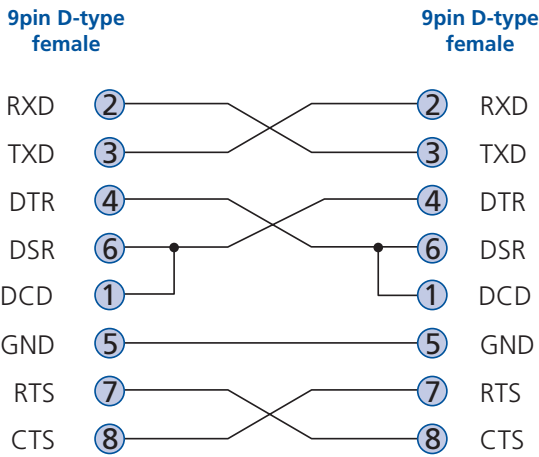 9pin D-type 9pin D-type
female female
RXD 2 2 RXD
TXD 3 3 TXD
DTR 4 4 DTR
DSR 6 6 DSR
DCD 1 1 DCD
GND 5 5 GND
RTS 7 7 RTS
CTS 8 8 CTS